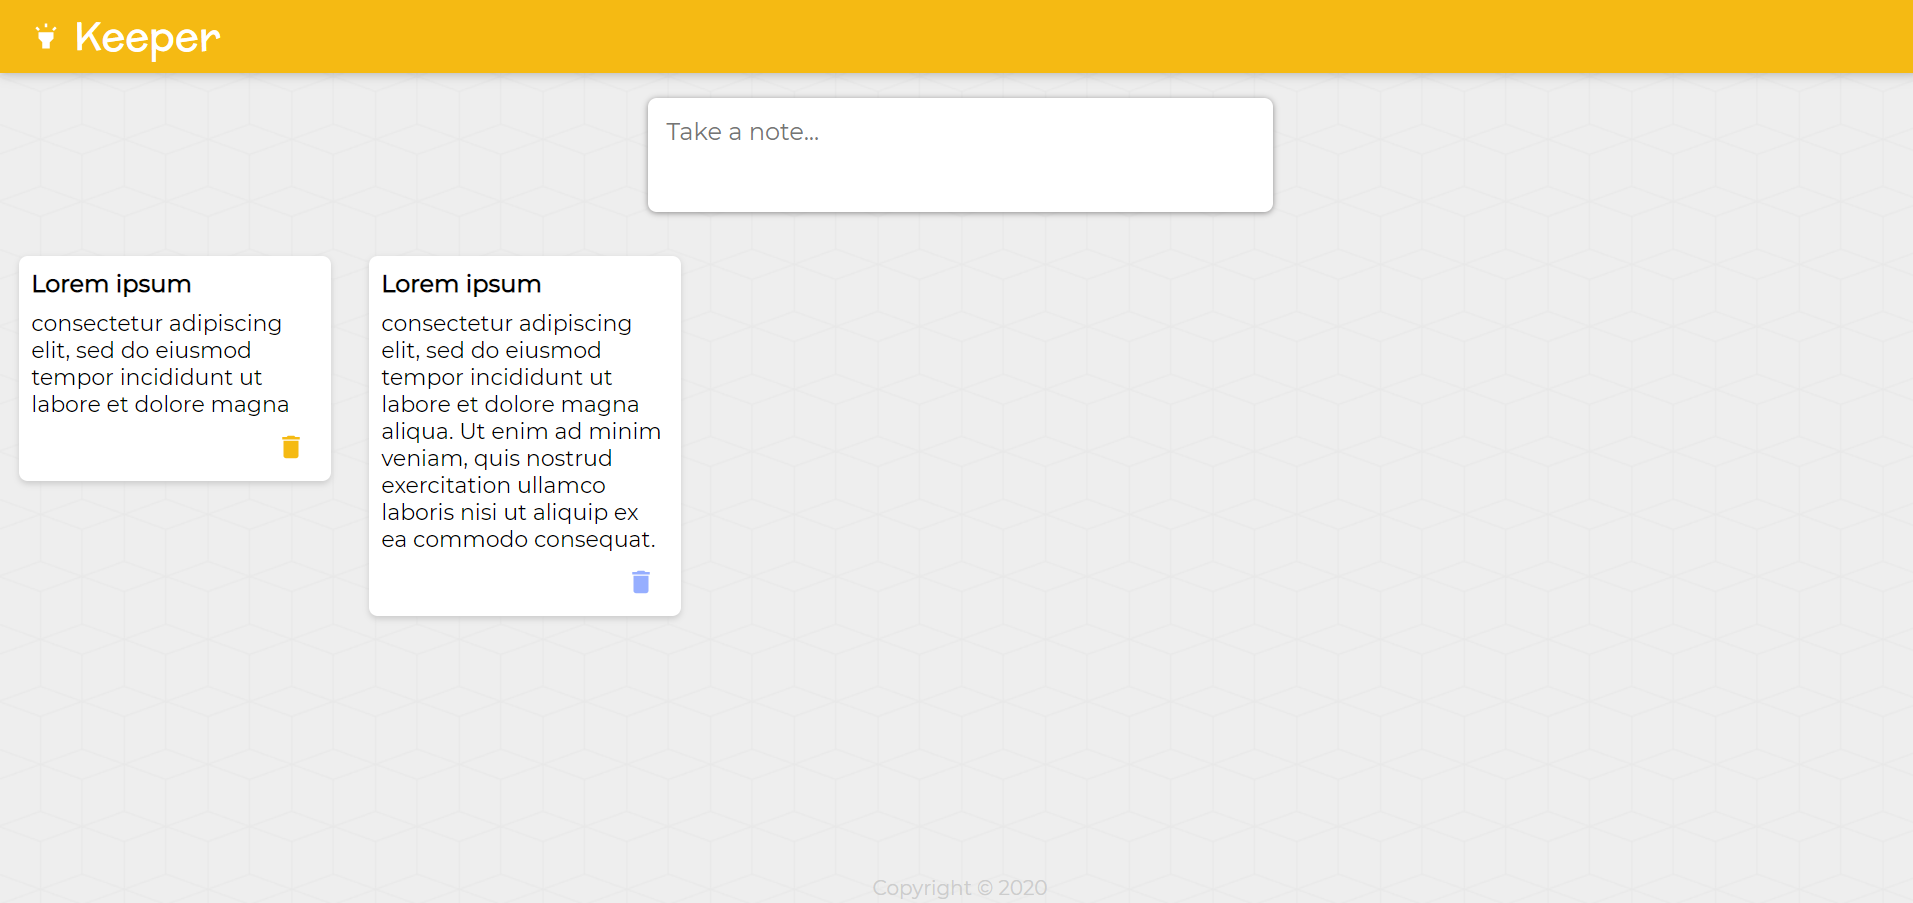 Keeper
Take a note...
Lorem ipsum
consectetur adipiscing
elit, sed do eiusmod
tempor incididunt ut
labore et dolore magna
Lorem ipsum
consectetur adipiscing
elit, sed do eiusmod
tempor incididunt ut
labore et dolore magna
aliqua. Ut enim ad minim
veniam, quis nostrud
exercitation ullamco
laboris nisi ut aliquip ex
ea commodo consequat.
Copyright © 2020